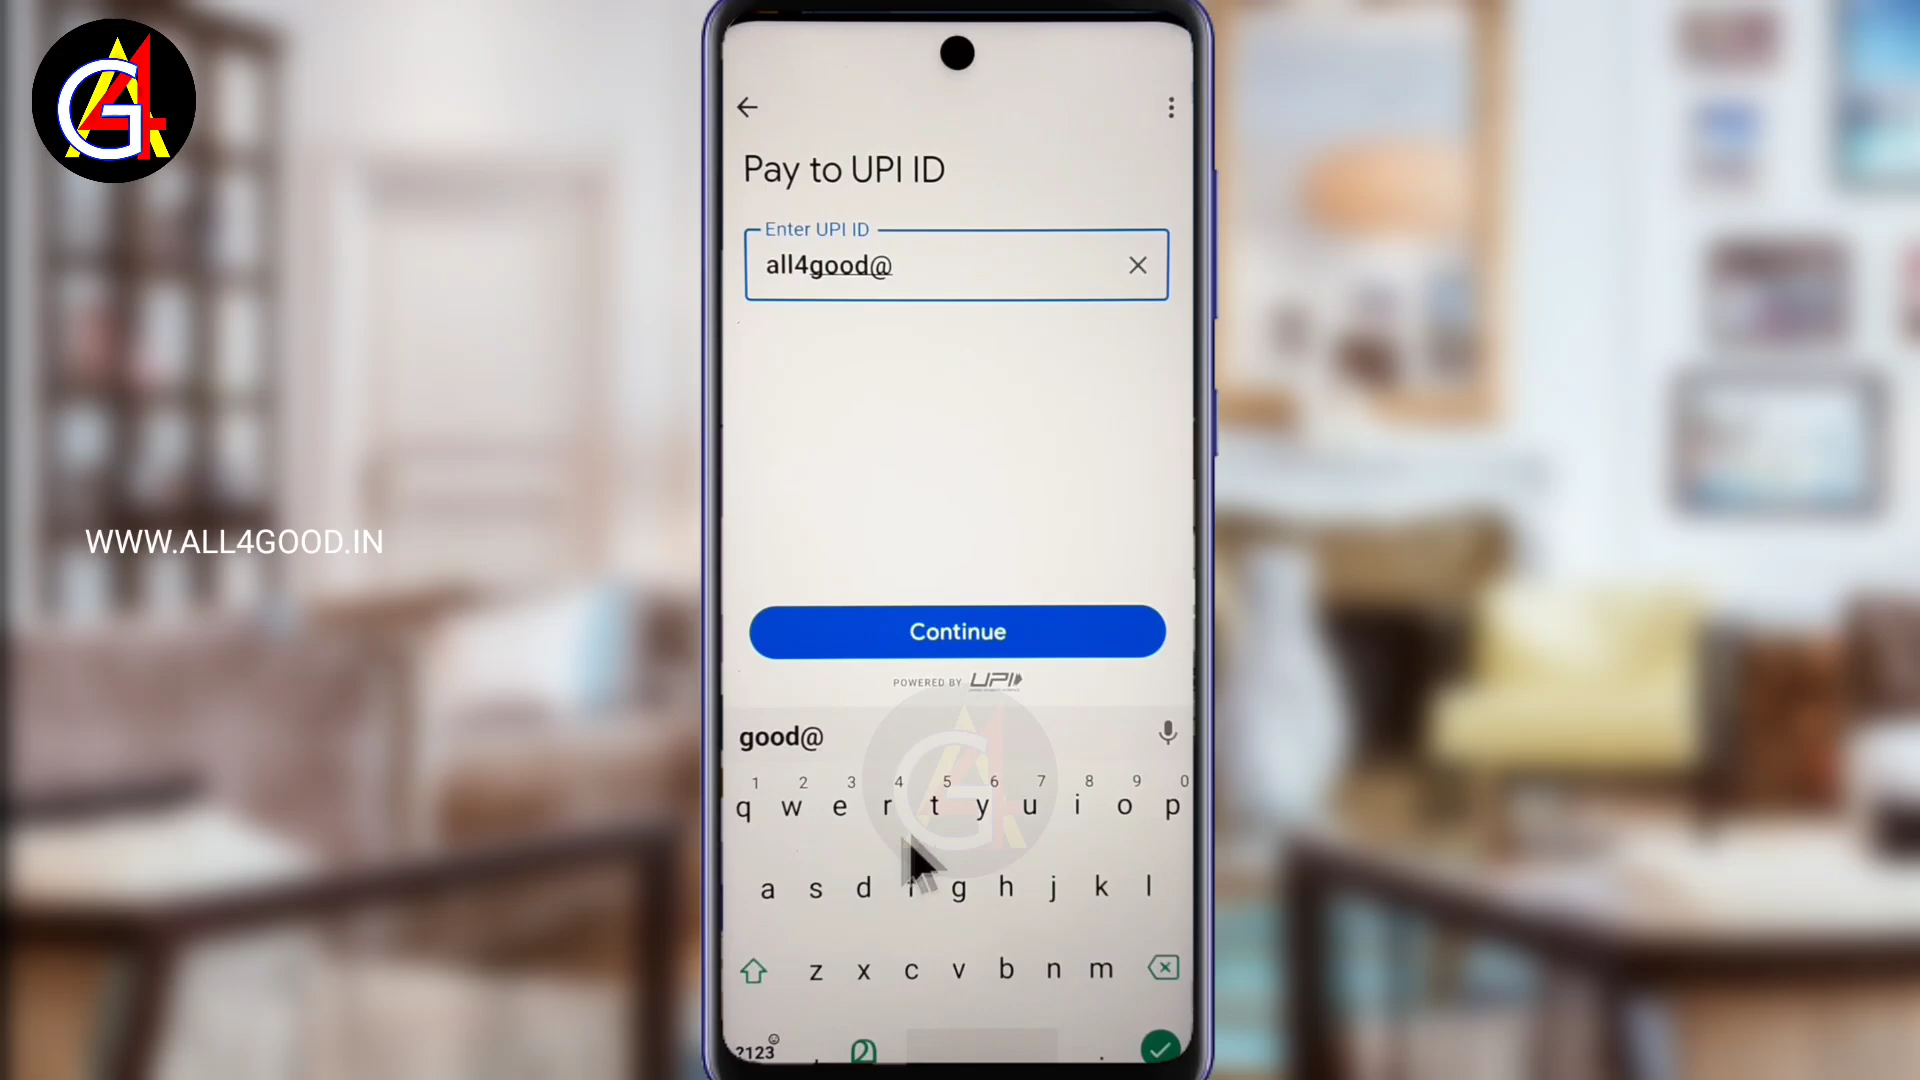 G4
WWW.ALL4GOOD.IN
Pay to UPI ID
Enter UPI ID
all4good@
Continue
POWERED BY UPI
good@
1 2 3 4 5 6 7 8 9 0
q w e r t y u i o p
a s d f g h j k l
z x c v b n m
?123 , മ .